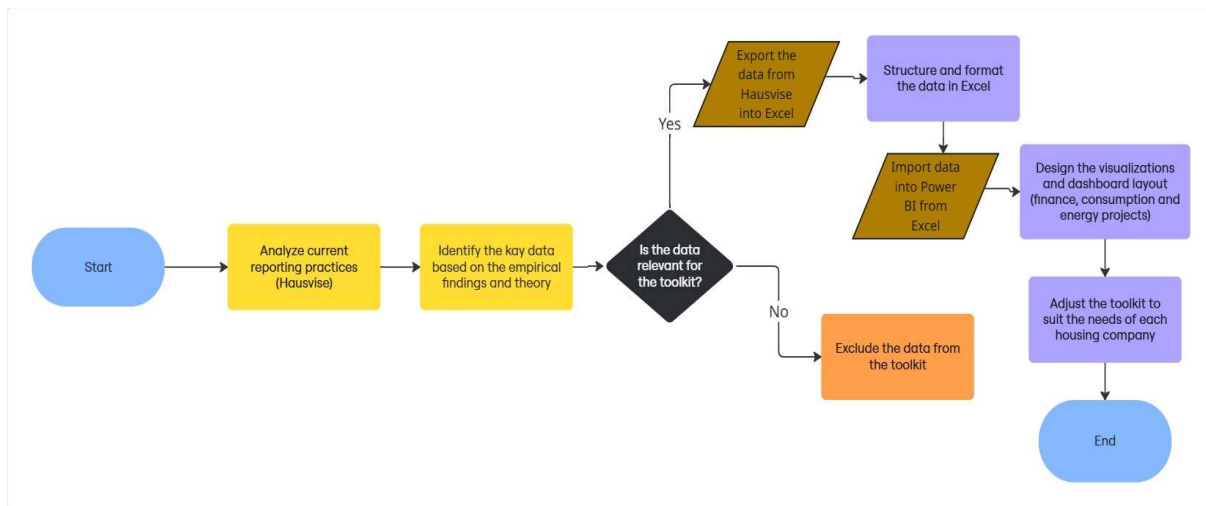 Start
Analyze current
reporting practices
(Hausvise)
Identify the kay data
based on the empirical
findings and theory
Is the data
relevant for
the toolkit?
Yes
Export the
data from
Hausvise
into Excel
Structure and format
the data in Excel
Import data
into Power
BI from
Excel
Design the visualizations
and dashboard layout
(finance, consumption and
energy projects)
Adjust the toolkit to
suit the needs of each
housing company
End
No
Exclude the data from
the toolkit